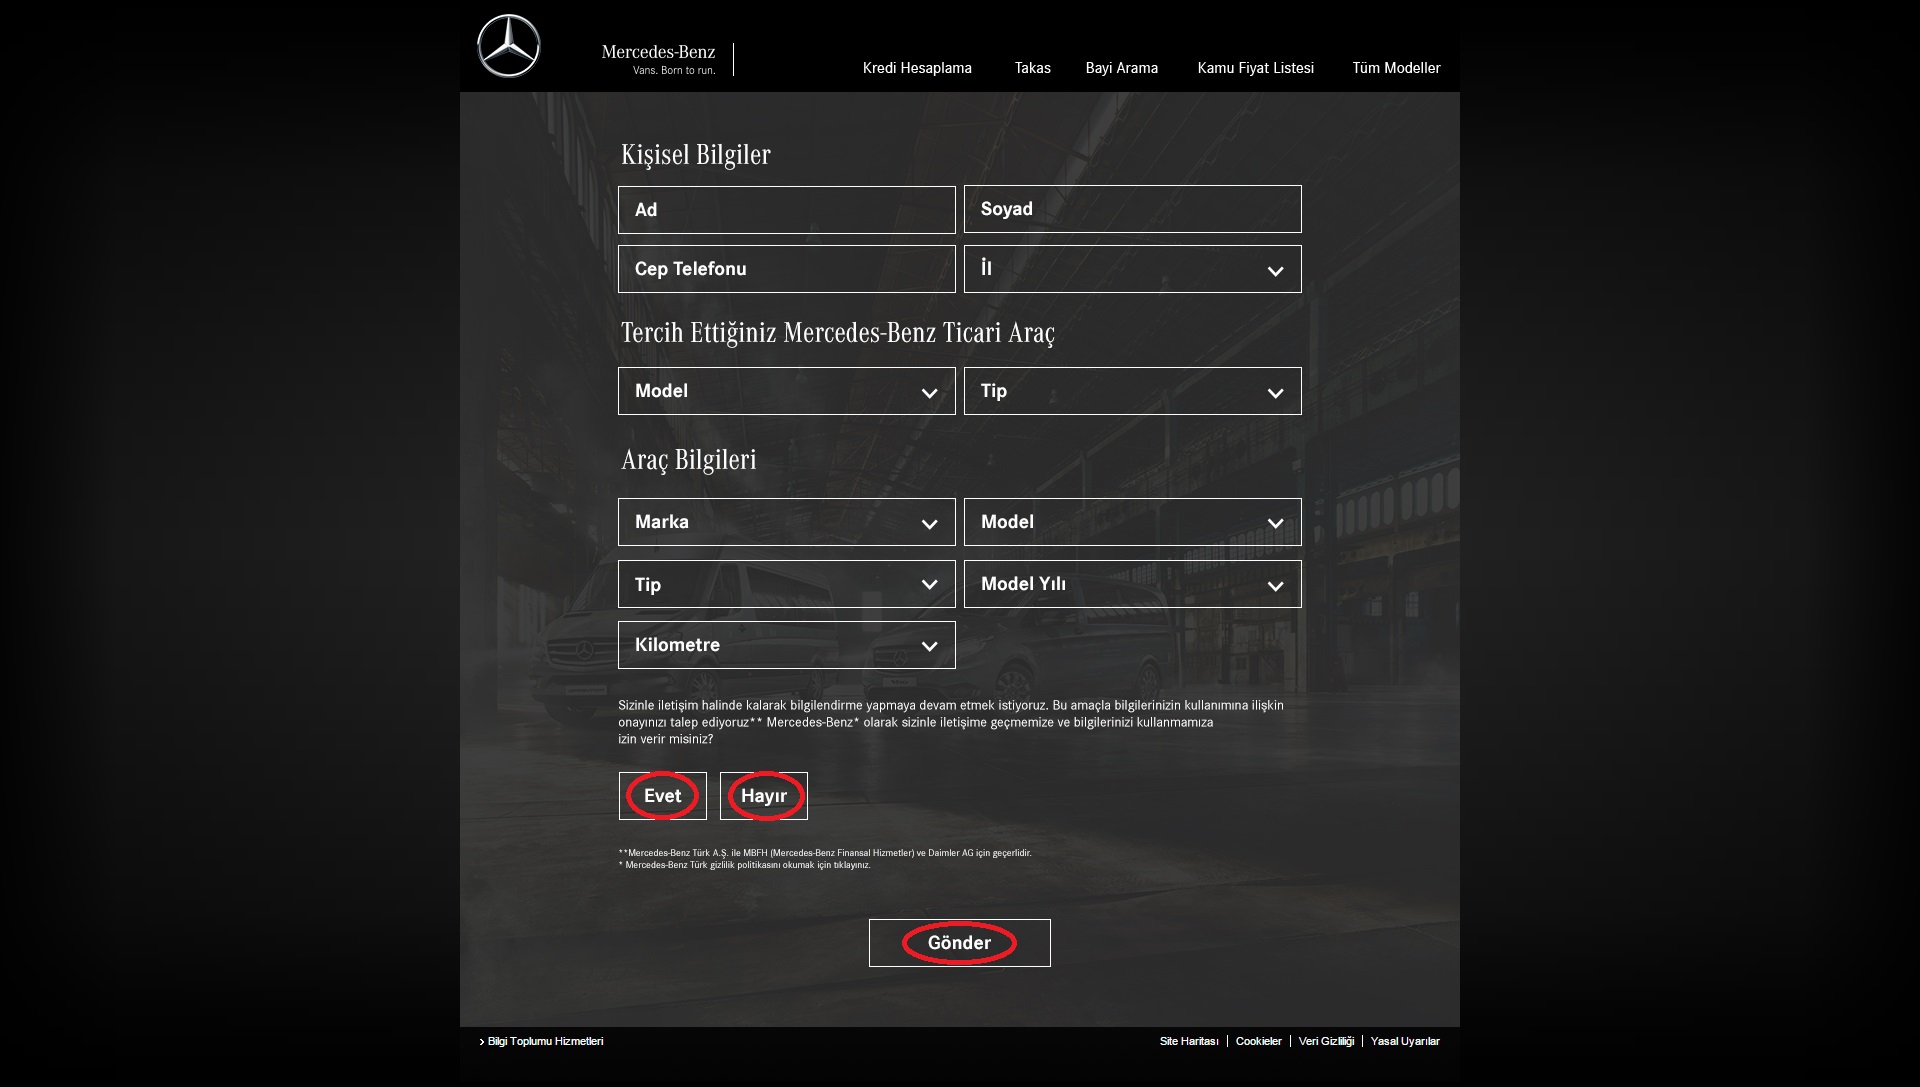 Mercedes-Benz
Vans. Born to run.
Kredi Hesaplama Takas Bayi Arama Kamu Fiyat Listesi Tüm Modeller
Kişisel Bilgiler
Ad Soyad
Cep Telefonu İl
Tercih Ettiğiniz Mercedes-Benz Ticari Araç
Model Tip
Araç Bilgileri
Marka Model
Tip Model Yılı
Kilometre
Sizinle iletişim halinde kalarak bilgilendirme yapmaya devam etmek istiyoruz. Bu amaçla bilgilerinizin kullanımına ilişkin
onayınızı talep ediyoruz** Mercedes-Benz* olarak sizinle iletişime geçmemize ve bilgilerinizi kullanmamıza
izin verir misiniz?
Evet Hayır
**Mercedes-Benz Türk A.Ş. ile MBFH (Mercedes-Benz Finansal Hizmetler) ve Daimler AG için geçerlidir.
* Mercedes-Benz Türk gizlilik politikasını okumak için tıklayınız.
Gönder
› Bilgi Toplumu Hizmetleri Site Haritası | Cookieler | Veri Gizliliği | Yasal Uyarılar